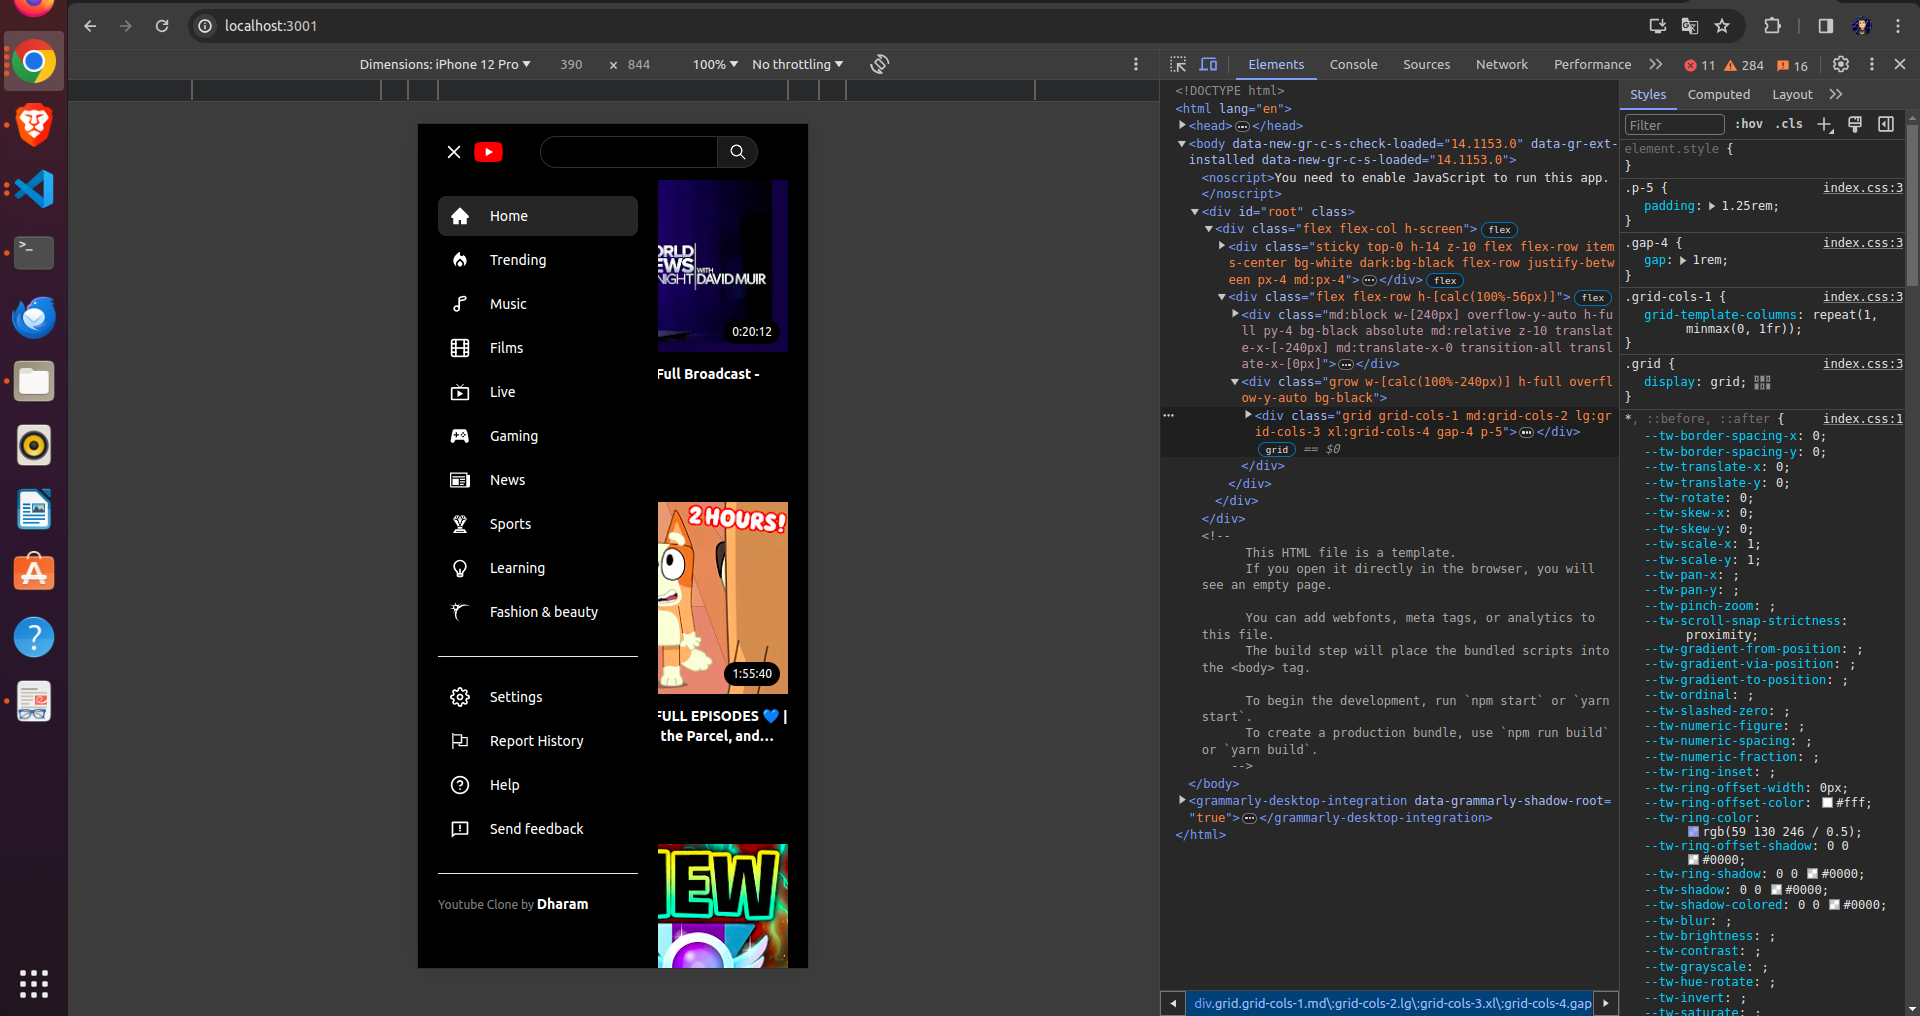 localhost:3001
Dimensions: iPhone 12 Pro ▾ 390 × 844 100% ▾ No throttling ▾
Elements Console Sources Network Performance » 11 284 16
Home
Trending
Music
Films
Live
Gaming
News
Sports
Learning
Fashion & beauty
Settings
Report History
Help
Send feedback
Youtube Clone by Dharam
ORLD
EWS
NIGHT
WITH
DAVID MUIR
0:20:12
Full Broadcast -
2 HOURS!
1:55:40
FULL EPISODES 💙 |
the Parcel, and...
NEW
<!DOCTYPE html>
<html lang="en">
▶<head>…</head>
▼<body data-new-gr-c-s-check-loaded="14.1153.0" data-gr-ext-
installed data-new-gr-c-s-loaded="14.1153.0">
<noscript>You need to enable JavaScript to run this app.
</noscript>
▼<div id="root" class>
▼<div class="flex flex-col h-screen"> flex
▶<div class="sticky top-0 h-14 z-10 flex flex-row item
s-center bg-white dark:bg-black flex-row justify-betw
een px-4 md:px-4">…</div> flex
▼<div class="flex flex-row h-[calc(100%-56px)]"> flex
▶<div class="md:block w-[240px] overflow-y-auto h-fu
ll py-4 bg-black absolute md:relative z-10 translat
e-x-[-240px] md:translate-x-0 transition-all transl
ate-x-[0px]">…</div>
▼<div class="grow w-[calc(100%-240px)] h-full overfl
ow-y-auto bg-black">
▶<div class="grid grid-cols-1 md:grid-cols-2 lg:gr
id-cols-3 xl:grid-cols-4 gap-4 p-5">…</div>
grid == $0
</div>
</div>
</div>
</div>
<!--
This HTML file is a template.
If you open it directly in the browser, you will
see an empty page.
You can add webfonts, meta tags, or analytics to
this file.
The build step will place the bundled scripts into
the <body> tag.
To begin the development, run `npm start` or `yarn
start`.
To create a production bundle, use `npm run build`
or `yarn build`.
-->
</body>
▶<grammarly-desktop-integration data-grammarly-shadow-root=
"true">…</grammarly-desktop-integration>
</html>
div.grid.grid-cols-1.md\:grid-cols-2.lg\:grid-cols-3.xl\:grid-cols-4.gap
Styles Computed Layout »
Filter :hov .cls
element.style {
}
.p-5 { index.css:3
padding: ▶ 1.25rem;
}
.gap-4 { index.css:3
gap: ▶ 1rem;
}
.grid-cols-1 { index.css:3
grid-template-columns: repeat(1,
minmax(0, 1fr));
}
.grid { index.css:3
display: grid;
}
*, ::before, ::after { index.css:1
--tw-border-spacing-x: 0;
--tw-border-spacing-y: 0;
--tw-translate-x: 0;
--tw-translate-y: 0;
--tw-rotate: 0;
--tw-skew-x: 0;
--tw-skew-y: 0;
--tw-scale-x: 1;
--tw-scale-y: 1;
--tw-pan-x: ;
--tw-pan-y: ;
--tw-pinch-zoom: ;
--tw-scroll-snap-strictness:
proximity;
--tw-gradient-from-position: ;
--tw-gradient-via-position: ;
--tw-gradient-to-position: ;
--tw-ordinal: ;
--tw-slashed-zero: ;
--tw-numeric-figure: ;
--tw-numeric-spacing: ;
--tw-numeric-fraction: ;
--tw-ring-inset: ;
--tw-ring-offset-width: 0px;
--tw-ring-offset-color: #fff;
--tw-ring-color:
rgb(59 130 246 / 0.5);
--tw-ring-offset-shadow: 0 0
#0000;
--tw-ring-shadow: 0 0 #0000;
--tw-shadow: 0 0 #0000;
--tw-shadow-colored: 0 0 #0000;
--tw-blur: ;
--tw-brightness: ;
--tw-contrast: ;
--tw-grayscale: ;
--tw-hue-rotate: ;
--tw-invert: ;
--tw-saturate: ;